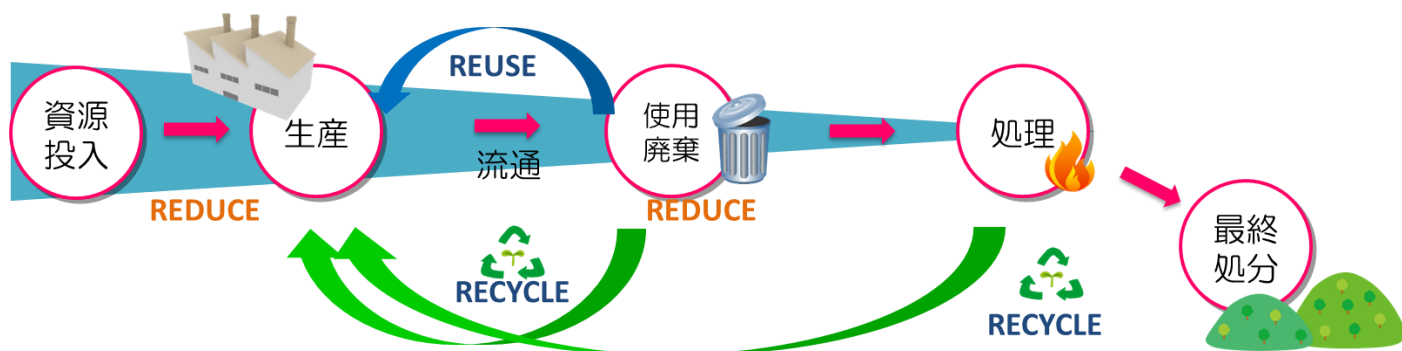 資源
投入
REDUCE
生産
REUSE
流通
RECYCLE
使用
廃棄
REDUCE
処理
RECYCLE
最終
処分